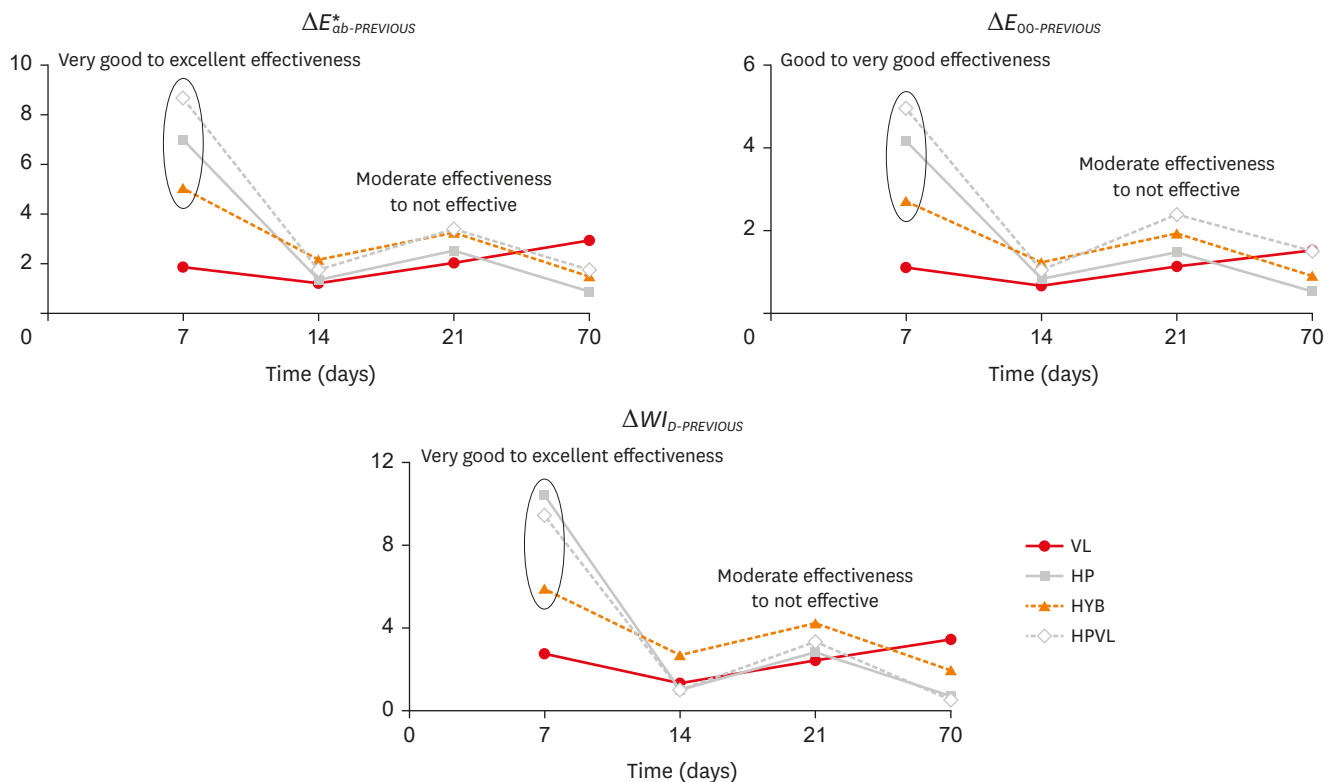 ΔE*ab-PREVIOUS
10
Very good to excellent effectiveness
8
6
Moderate effectiveness
to not effective
4
2
0
7
14
21
70
Time (days)
ΔE00-PREVIOUS
6
Good to very good effectiveness
4
Moderate effectiveness
to not effective
2
0
7
14
21
70
Time (days)
ΔWID-PREVIOUS
12
Very good to excellent effectiveness
8
Moderate effectiveness
to not effective
4
0
0
7
14
21
70
Time (days)
VL
HP
HYB
HPVL